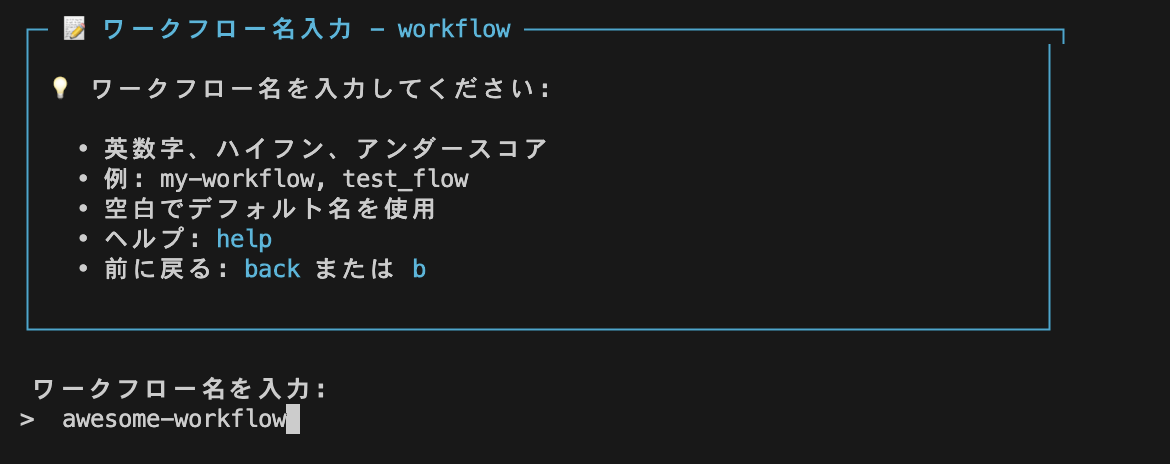 📝 ワークフロー名入力 - workflow
💡 ワークフロー名を入力してください:
• 英数字、ハイフン、アンダースコア
• 例: my-workflow, test_flow
• 空白でデフォルト名を使用
• ヘルプ: help
• 前に戻る: back または b
ワークフロー名を入力:
> awesome-workflow